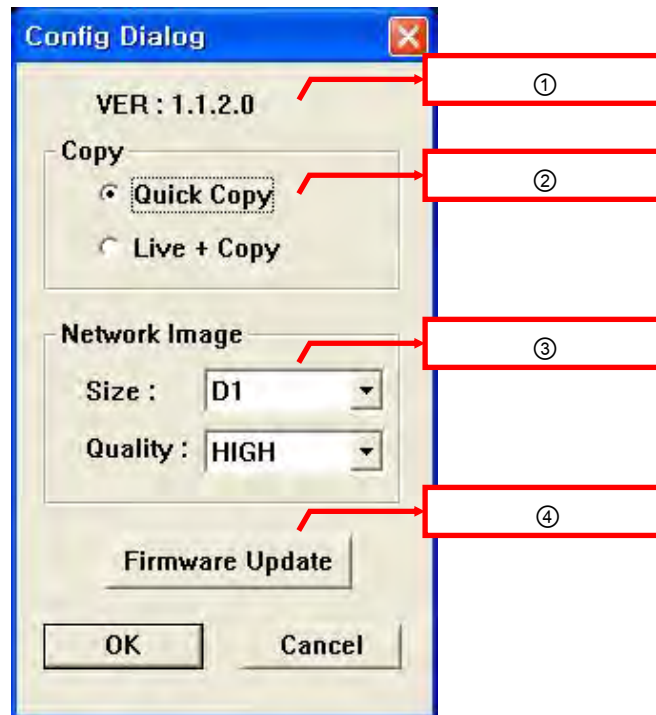 Config Dialog
VER : 1.1.2.0
①
Copy
Quick Copy
②
Live + Copy
Network Image
③
Size : D1
Quality : HIGH
④
Firmware Update
OK Cancel